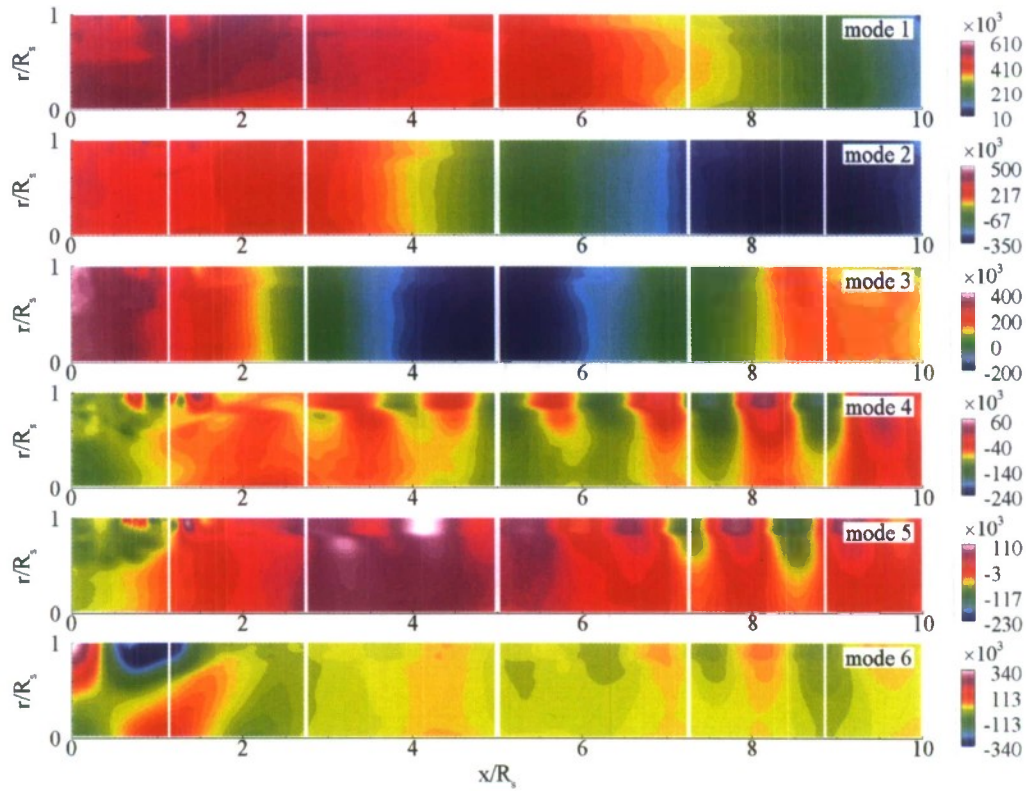 1 mode 1 ×10³
r/Rₛ 610
410
210
0 10
0 2 4 6 8 10
1 mode 2 ×10³
r/Rₛ 500
217
-67
0 -350
0 2 4 6 8 10
1 mode 3 ×10³
r/Rₛ 400
200
0
0 -200
0 2 4 6 8 10
1 mode 4 ×10³
r/Rₛ 60
-40
-140
0 -240
0 2 4 6 8 10
1 mode 5 ×10³
r/Rₛ 110
-3
-117
0 -230
0 2 4 6 8 10
1 mode 6 ×10³
r/Rₛ 340
113
-113
0 -340
0 2 4 6 8 10
x/Rₛ